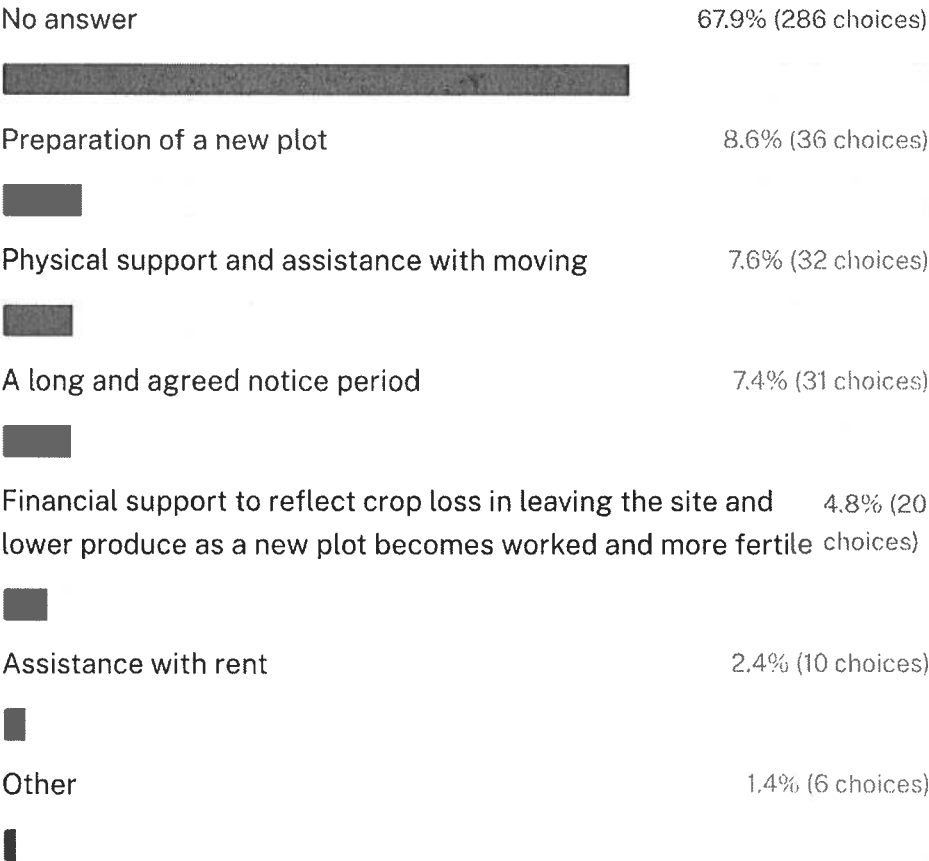 No answer 67.9% (286 choices)
Preparation of a new plot 8.6% (36 choices)
Physical support and assistance with moving 7.6% (32 choices)
A long and agreed notice period 7.4% (31 choices)
Financial support to reflect crop loss in leaving the site and 4.8% (20
lower produce as a new plot becomes worked and more fertile choices)
Assistance with rent 2.4% (10 choices)
Other 1.4% (6 choices)